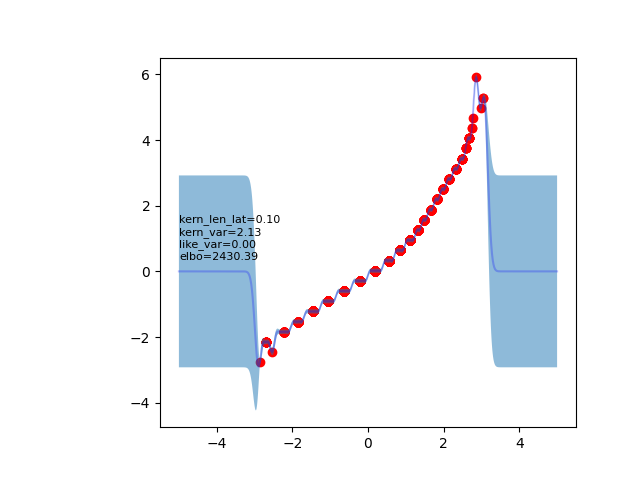 6
4
2
0
−2
−4
kern_len_lat=0.10
kern_var=2.13
like_var=0.00
elbo=2430.39
−4
−2
0
2
4